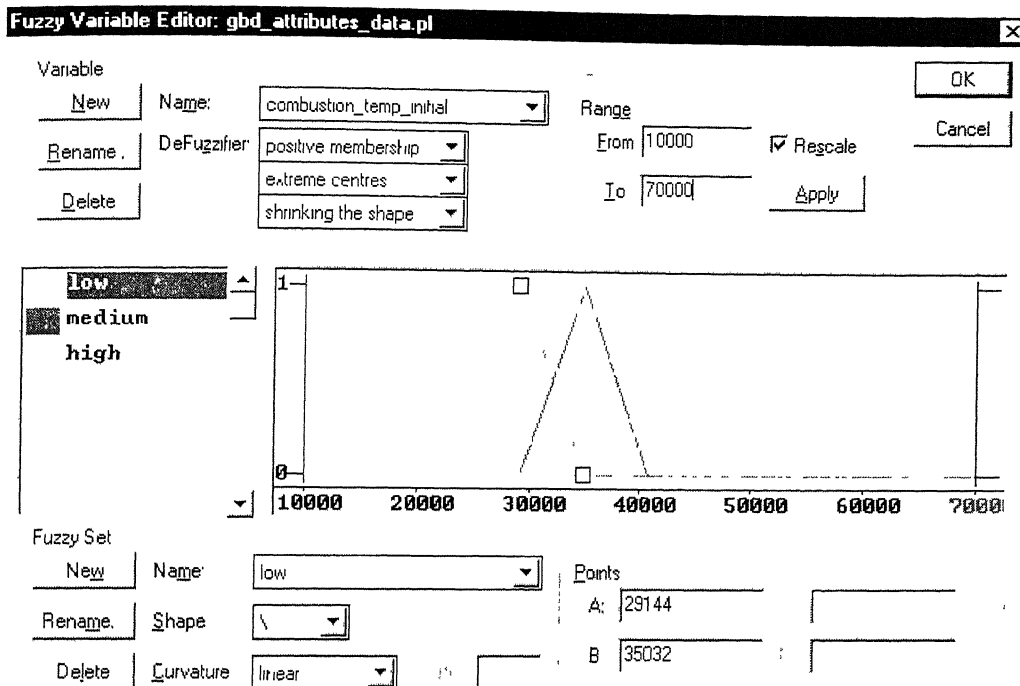 Fuzzy Variable Editor: gbd_attributes_data.pl
Variable
New Name: combustion_temp_initial
Rename. DeFuzzifier: positive membership
extreme centres
Delete shrinking the shape
Range
From 10000
To 70000
Rescale
Apply
OK
Cancel
low
medium
high
1
0
10000 20000 30000 40000 50000 60000 7000
Fuzzy Set
New Name: low
Rename. Shape \
Delete Curvature linear
Points
A: 29144
B 35032